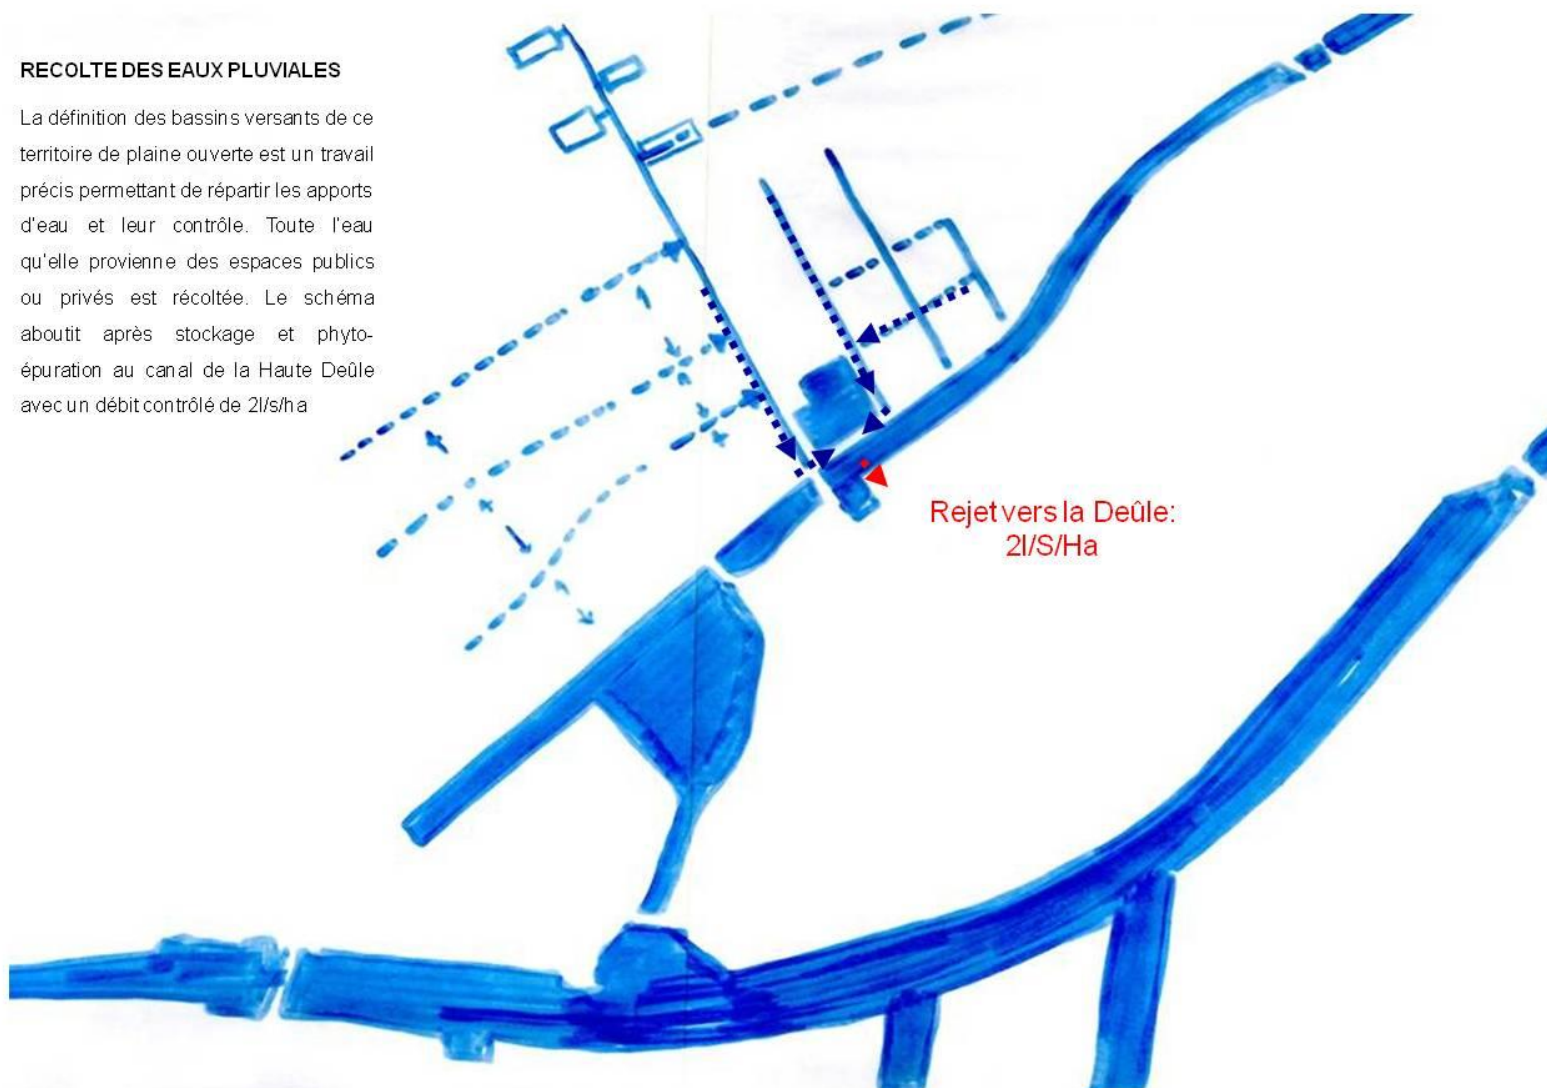 RECOLTE DES EAUX PLUVIALES
La définition des bassins versants de ce
territoire de plaine ouverte est un travail
précis permettant de répartir les apports
d'eau et leur contrôle. Toute l'eau
qu'elle provienne des espaces publics
ou privés est récoltée. Le schéma
aboutit après stockage et phyto-
épuration au canal de la Haute Deûle
avec un débit contrôlé de 2l/s/ha
Rejet vers la Deûle:
2l/S/Ha